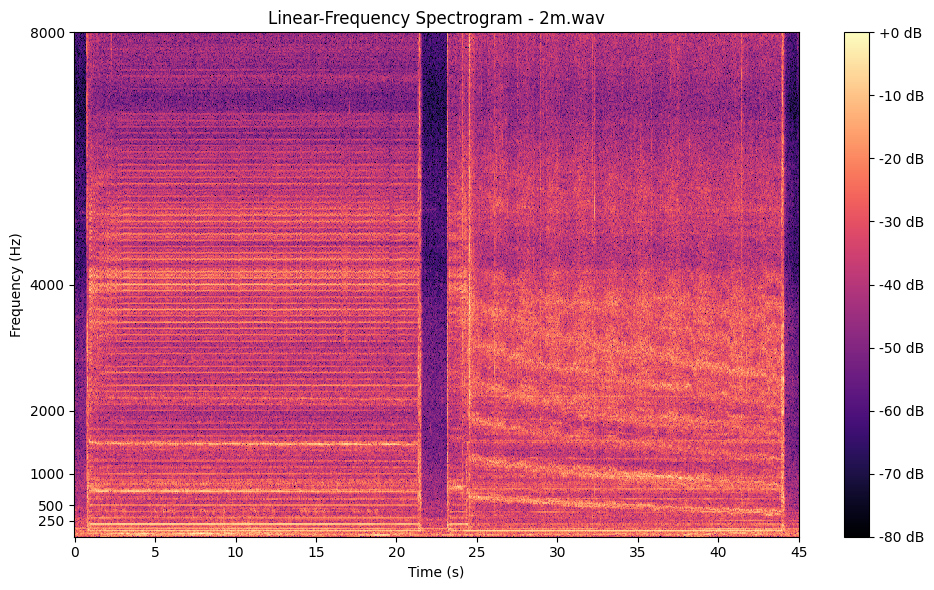 Linear-Frequency Spectrogram - 2m.wav
Frequency (Hz)
8000
4000
2000
1000
500
250
0
5
10
15
20
25
30
35
40
45
Time (s)
+0 dB
-10 dB
-20 dB
-30 dB
-40 dB
-50 dB
-60 dB
-70 dB
-80 dB